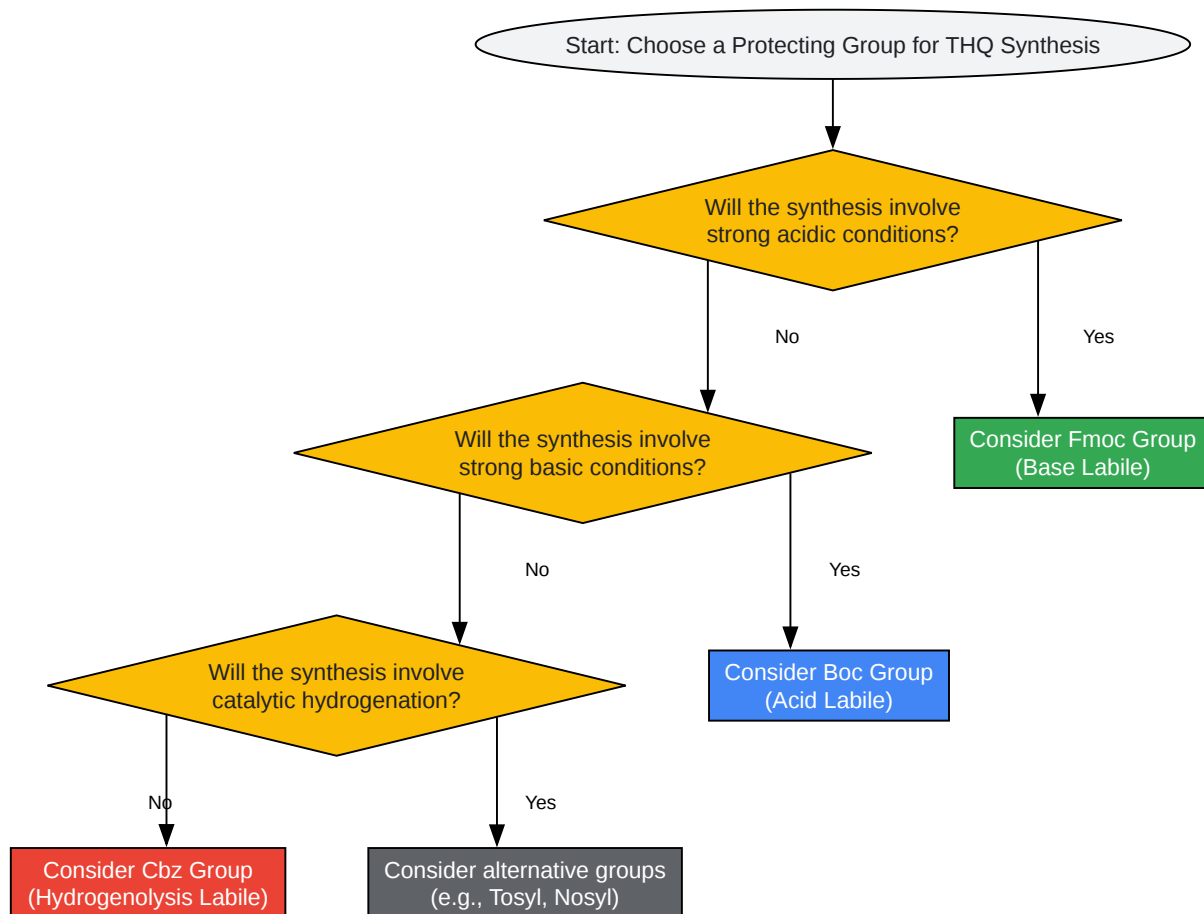 Start: Choose a Protecting Group for THQ Synthesis
Will the synthesis involve
strong acidic conditions?
No
Yes
Will the synthesis involve
strong basic conditions?
Consider Fmoc Group
(Base Labile)
No
Yes
Will the synthesis involve
catalytic hydrogenation?
Consider Boc Group
(Acid Labile)
No
Yes
Consider Cbz Group
(Hydrogenolysis Labile)
Consider alternative groups
(e.g., Tosyl, Nosyl)